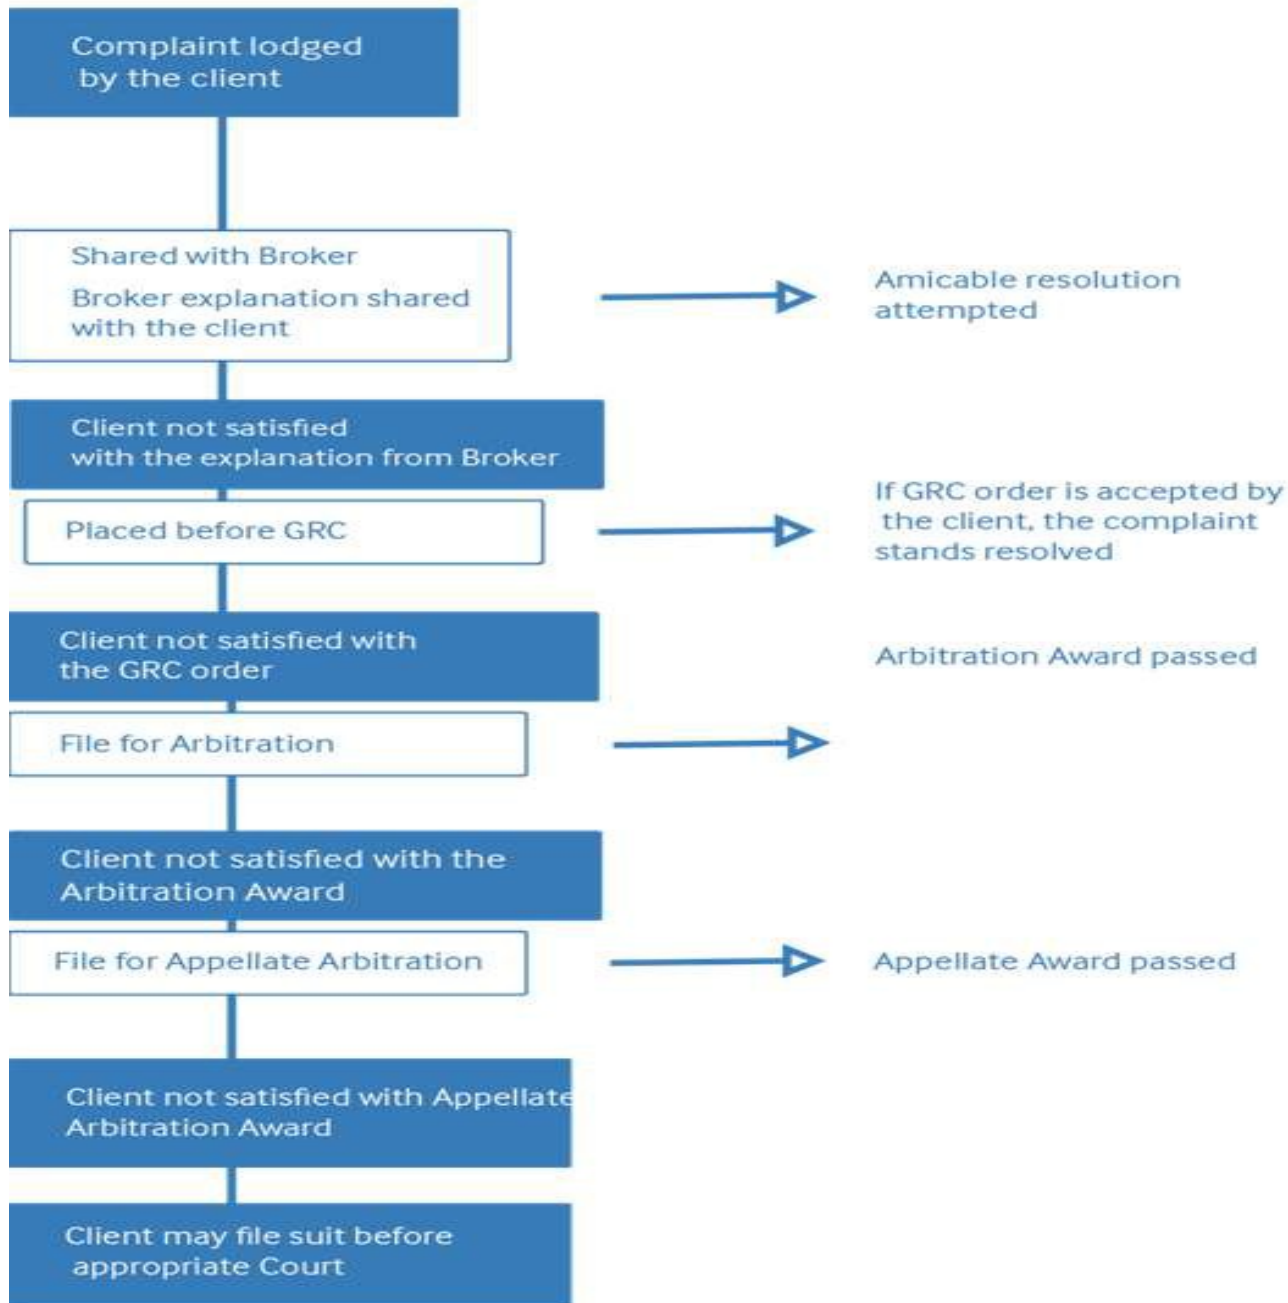 Complaint lodged
by the client
Shared with Broker
Broker explanation shared
with the client
Amicable resolution
attempted
Client not satisfied
with the explanation from Broker
Placed before GRC
If GRC order is accepted by
the client, the complaint
stands resolved
Client not satisfied with
the GRC order
Arbitration Award passed
File for Arbitration
Client not satisfied with the
Arbitration Award
File for Appellate Arbitration
Appellate Award passed
Client not satisfied with Appellate
Arbitration Award
Client may file suit before
appropriate Court